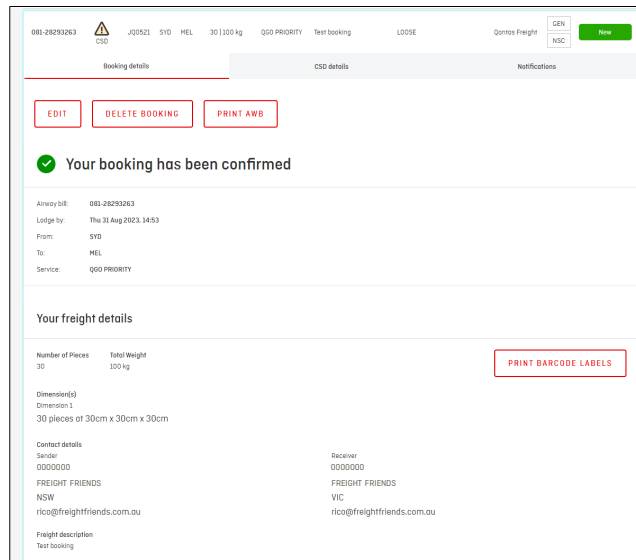 081-28293263 CSD JQ0521 SYD MEL 30 | 100 kg QGO PRIORITY Test booking LOOSE Qantas Freight GEN NSC New
Booking details CSD details Notifications
EDIT DELETE BOOKING PRINT AWB
Your booking has been confirmed
Airway bill: 081-28293263
Lodge by: Thu 31 Aug 2023, 14:53
From: SYD
To: MEL
Service: QGO PRIORITY
Your freight details
Number of Pieces Total Weight
30 100 kg
PRINT BARCODE LABELS
Dimension(s)
Dimension 1
30 pieces at 30cm x 30cm x 30cm
Contact details
Sender Receiver
0000000 0000000
FREIGHT FRIENDS FREIGHT FRIENDS
NSW VIC
rico@freightfriends.com.au rico@freightfriends.com.au
Freight description
Test booking